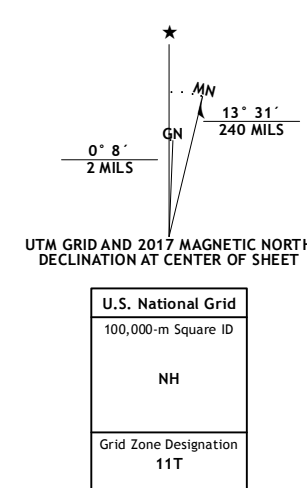 ★
MN
13° 31´
240 MILS
GN
0° 8´
2 MILS
UTM GRID AND 2017 MAGNETIC NORTH
DECLINATION AT CENTER OF SHEET
U.S. National Grid
100,000-m Square ID
NH
Grid Zone Designation
11T